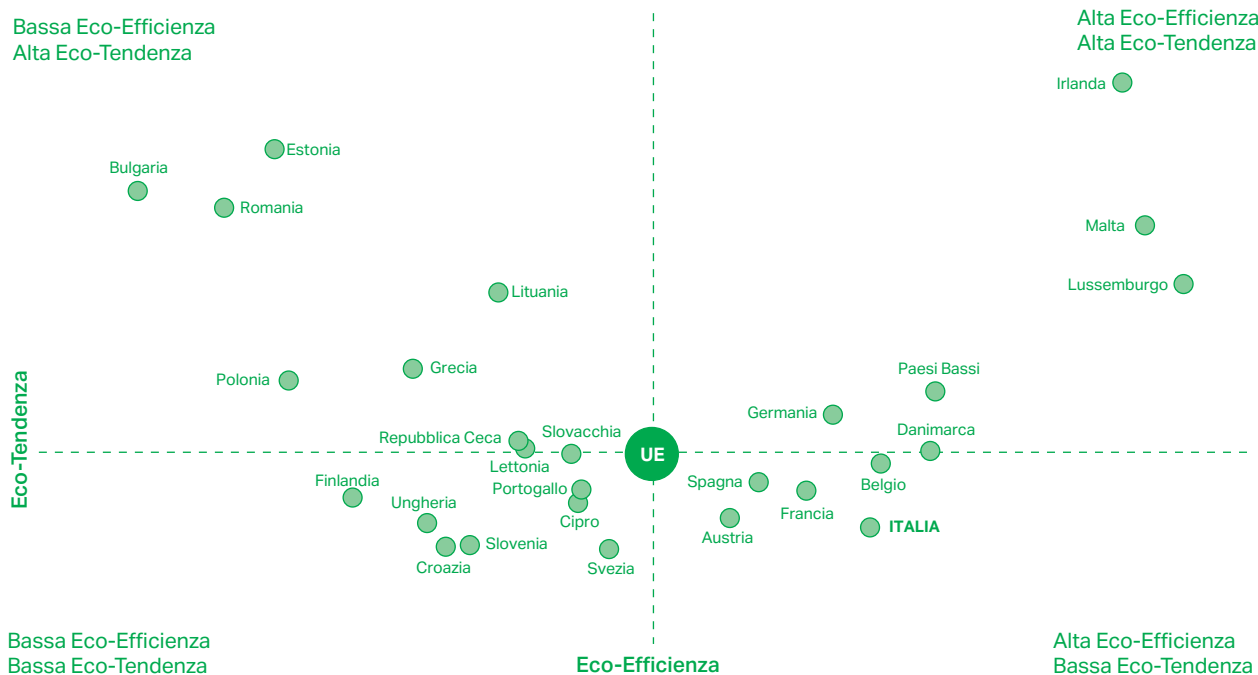 Bassa Eco-Efficienza
Alta Eco-Tendenza
Alta Eco-Efficienza
Alta Eco-Tendenza
Irlanda
Estonia
Bulgaria
Romania
Malta
Lussemburgo
Lituania
Grecia
Polonia
Paesi Bassi
Germania
Danimarca
Repubblica Ceca
Slovacchia
UE
Lettonia
Finlandia
Portogallo
Spagna
Belgio
Ungheria
Cipro
Francia
ITALIA
Austria
Slovenia
Croazia
Svezia
Eco-Tendenza
Bassa Eco-Efficienza
Bassa Eco-Tendenza
Eco-Efficienza
Alta Eco-Efficienza
Bassa Eco-Tendenza